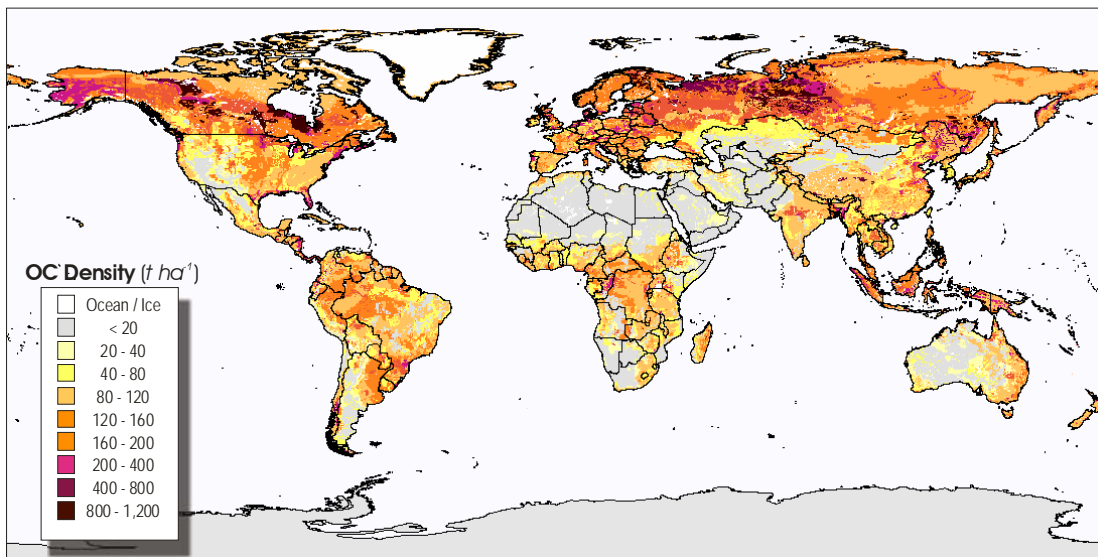 OC` Density (t ha⁻¹)
Ocean / Ice
< 20
20 - 40
40 - 80
80 - 120
120 - 160
160 - 200
200 - 400
400 - 800
800 - 1,200